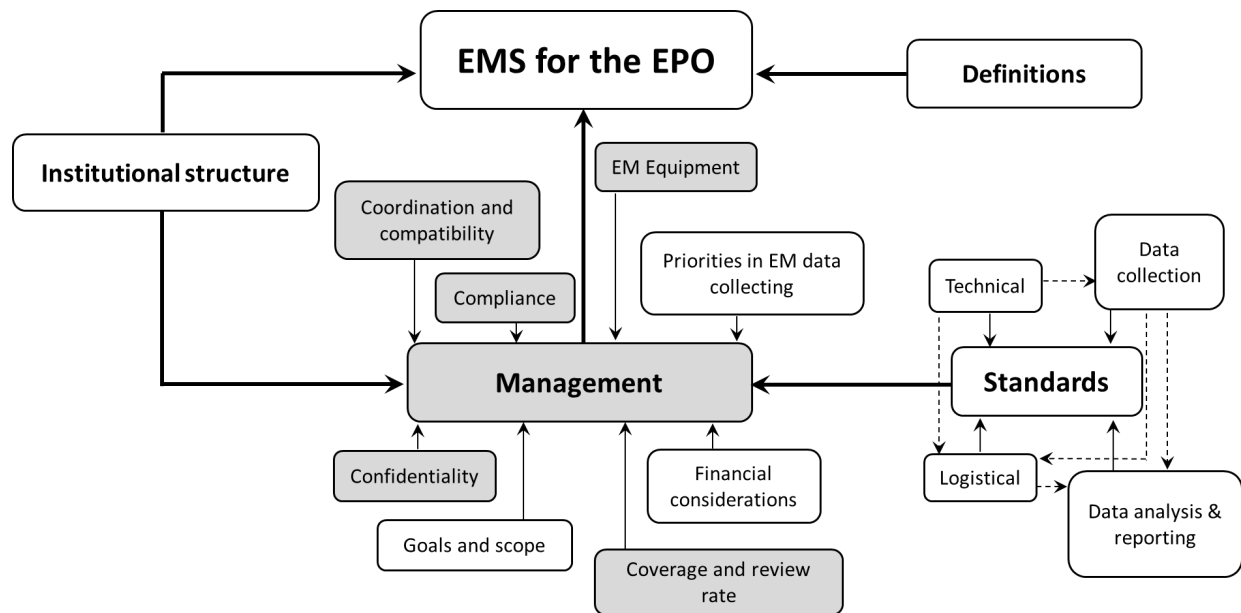 EMS for the EPO
Definitions
Institutional structure
EM Equipment
Coordination and
compatibility
Priorities in EM data
collecting
Data
collection
Technical
Compliance
Management
Standards
Confidentiality
Financial
considerations
Logistical
Goals and scope
Data analysis &
reporting
Coverage and review
rate